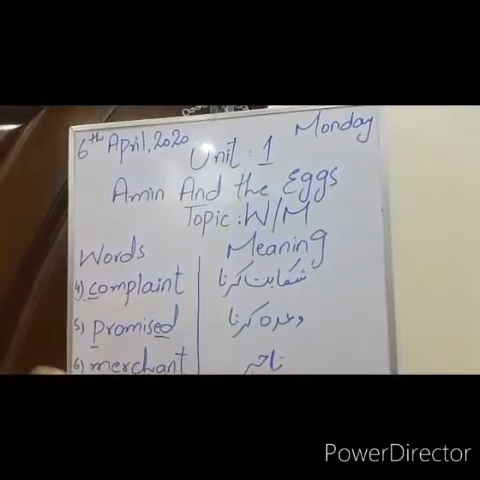 6th April, 2020 Monday
Unit : 1
Amin And the Eggs
Topic : W/M
Words Meaning
4) complaint شکایت کرنا
5) Promised وعدہ کرنا
6) merchant تاجر
PowerDirector